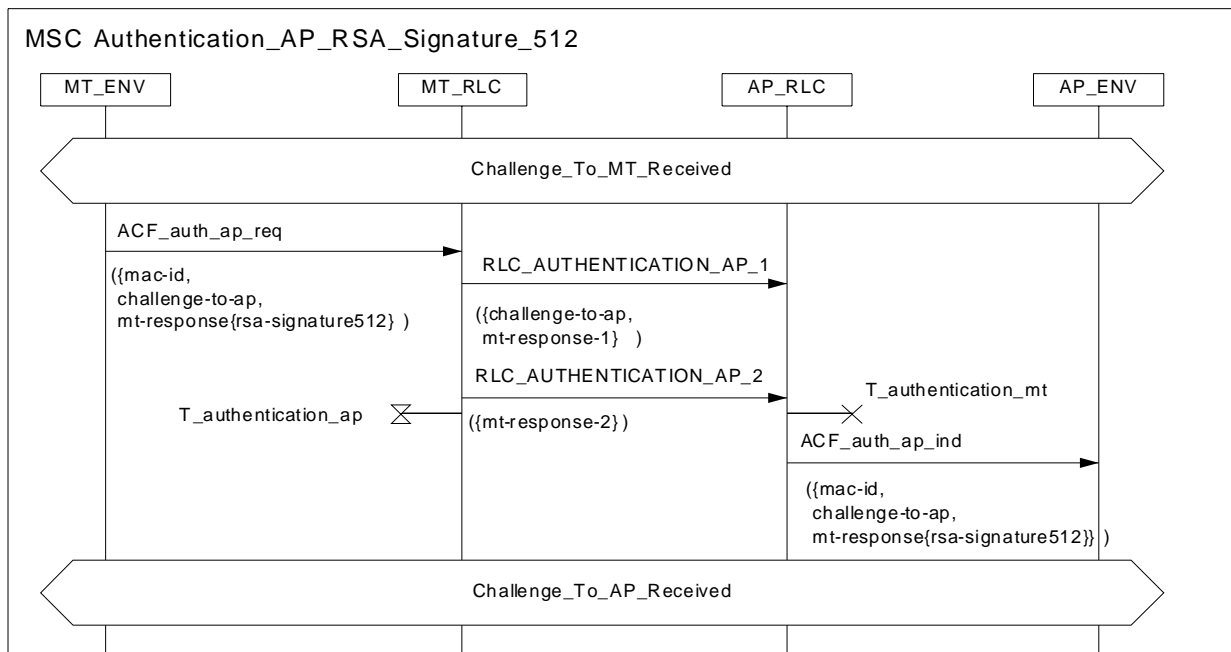 MSC Authentication_AP_RSA_Signature_512
MT_ENV
MT_RLC
AP_RLC
AP_ENV
Challenge_To_MT_Received
ACF_auth_ap_req
({mac-id,
challenge-to-ap,
mt-response{rsa-signature512} )
RLC_AUTHENTICATION_AP_1
({challenge-to-ap,
mt-response-1} )
RLC_AUTHENTICATION_AP_2
T_authentication_ap
({mt-response-2} )
T_authentication_mt
ACF_auth_ap_ind
({mac-id,
challenge-to-ap,
mt-response{rsa-signature512}} )
Challenge_To_AP_Received